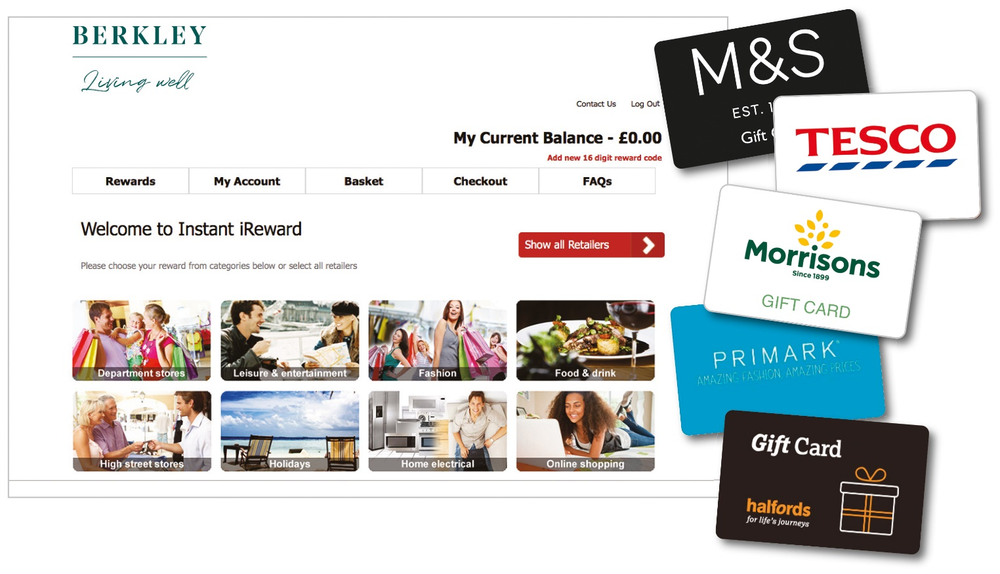 BERKLEY
Living well
Contact Us Log Out
My Current Balance - £0.00
Add new 16 digit reward code
Rewards My Account Basket Checkout FAQs
Welcome to Instant iReward
Show all Retailers
Please choose your reward from categories below or select all retailers
Department stores Leisure & entertainment Fashion Food & drink
High street stores Holidays Home electrical Online shopping
M&S
EST. 1
Gift
TESCO
Morrisons
Since 1899
GIFT CARD
PRIMARK®
AMAZING FASHION. AMAZING PRICES
Gift Card
halfords
for life's journeys